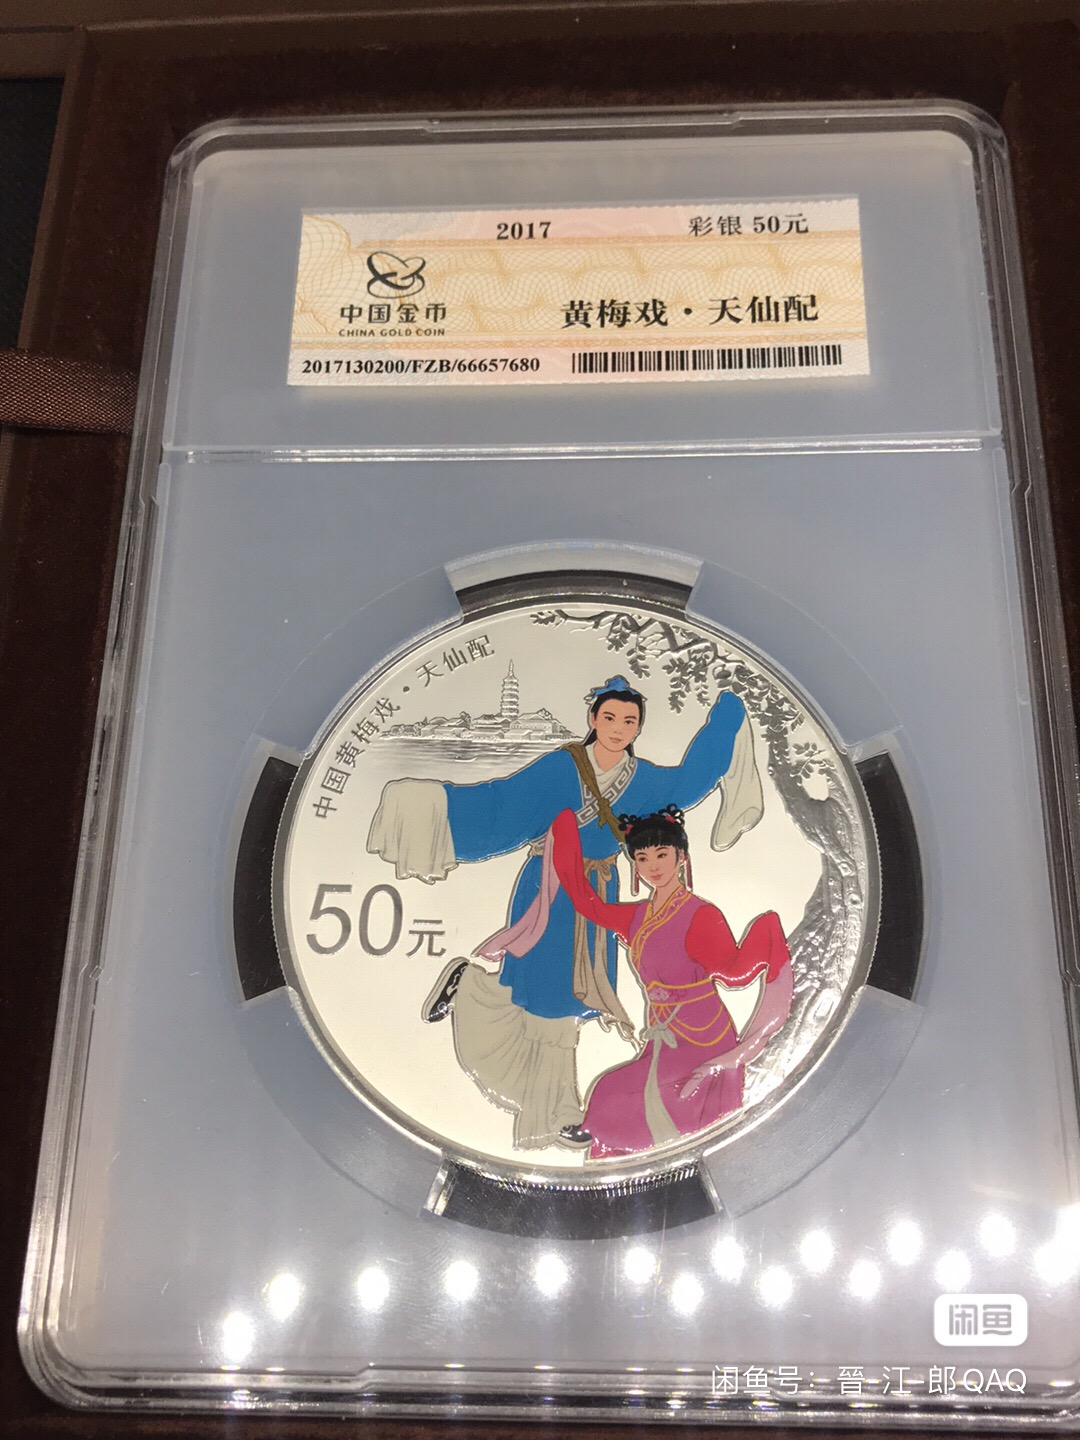 2017
彩银 50元
中国金币
CHINA GOLD COIN
黄梅戏·天仙配
2017130200/FZB/66657680
中国黄梅戏·天仙配
50元
闲鱼
闲鱼号：晋-江-郎QAQ